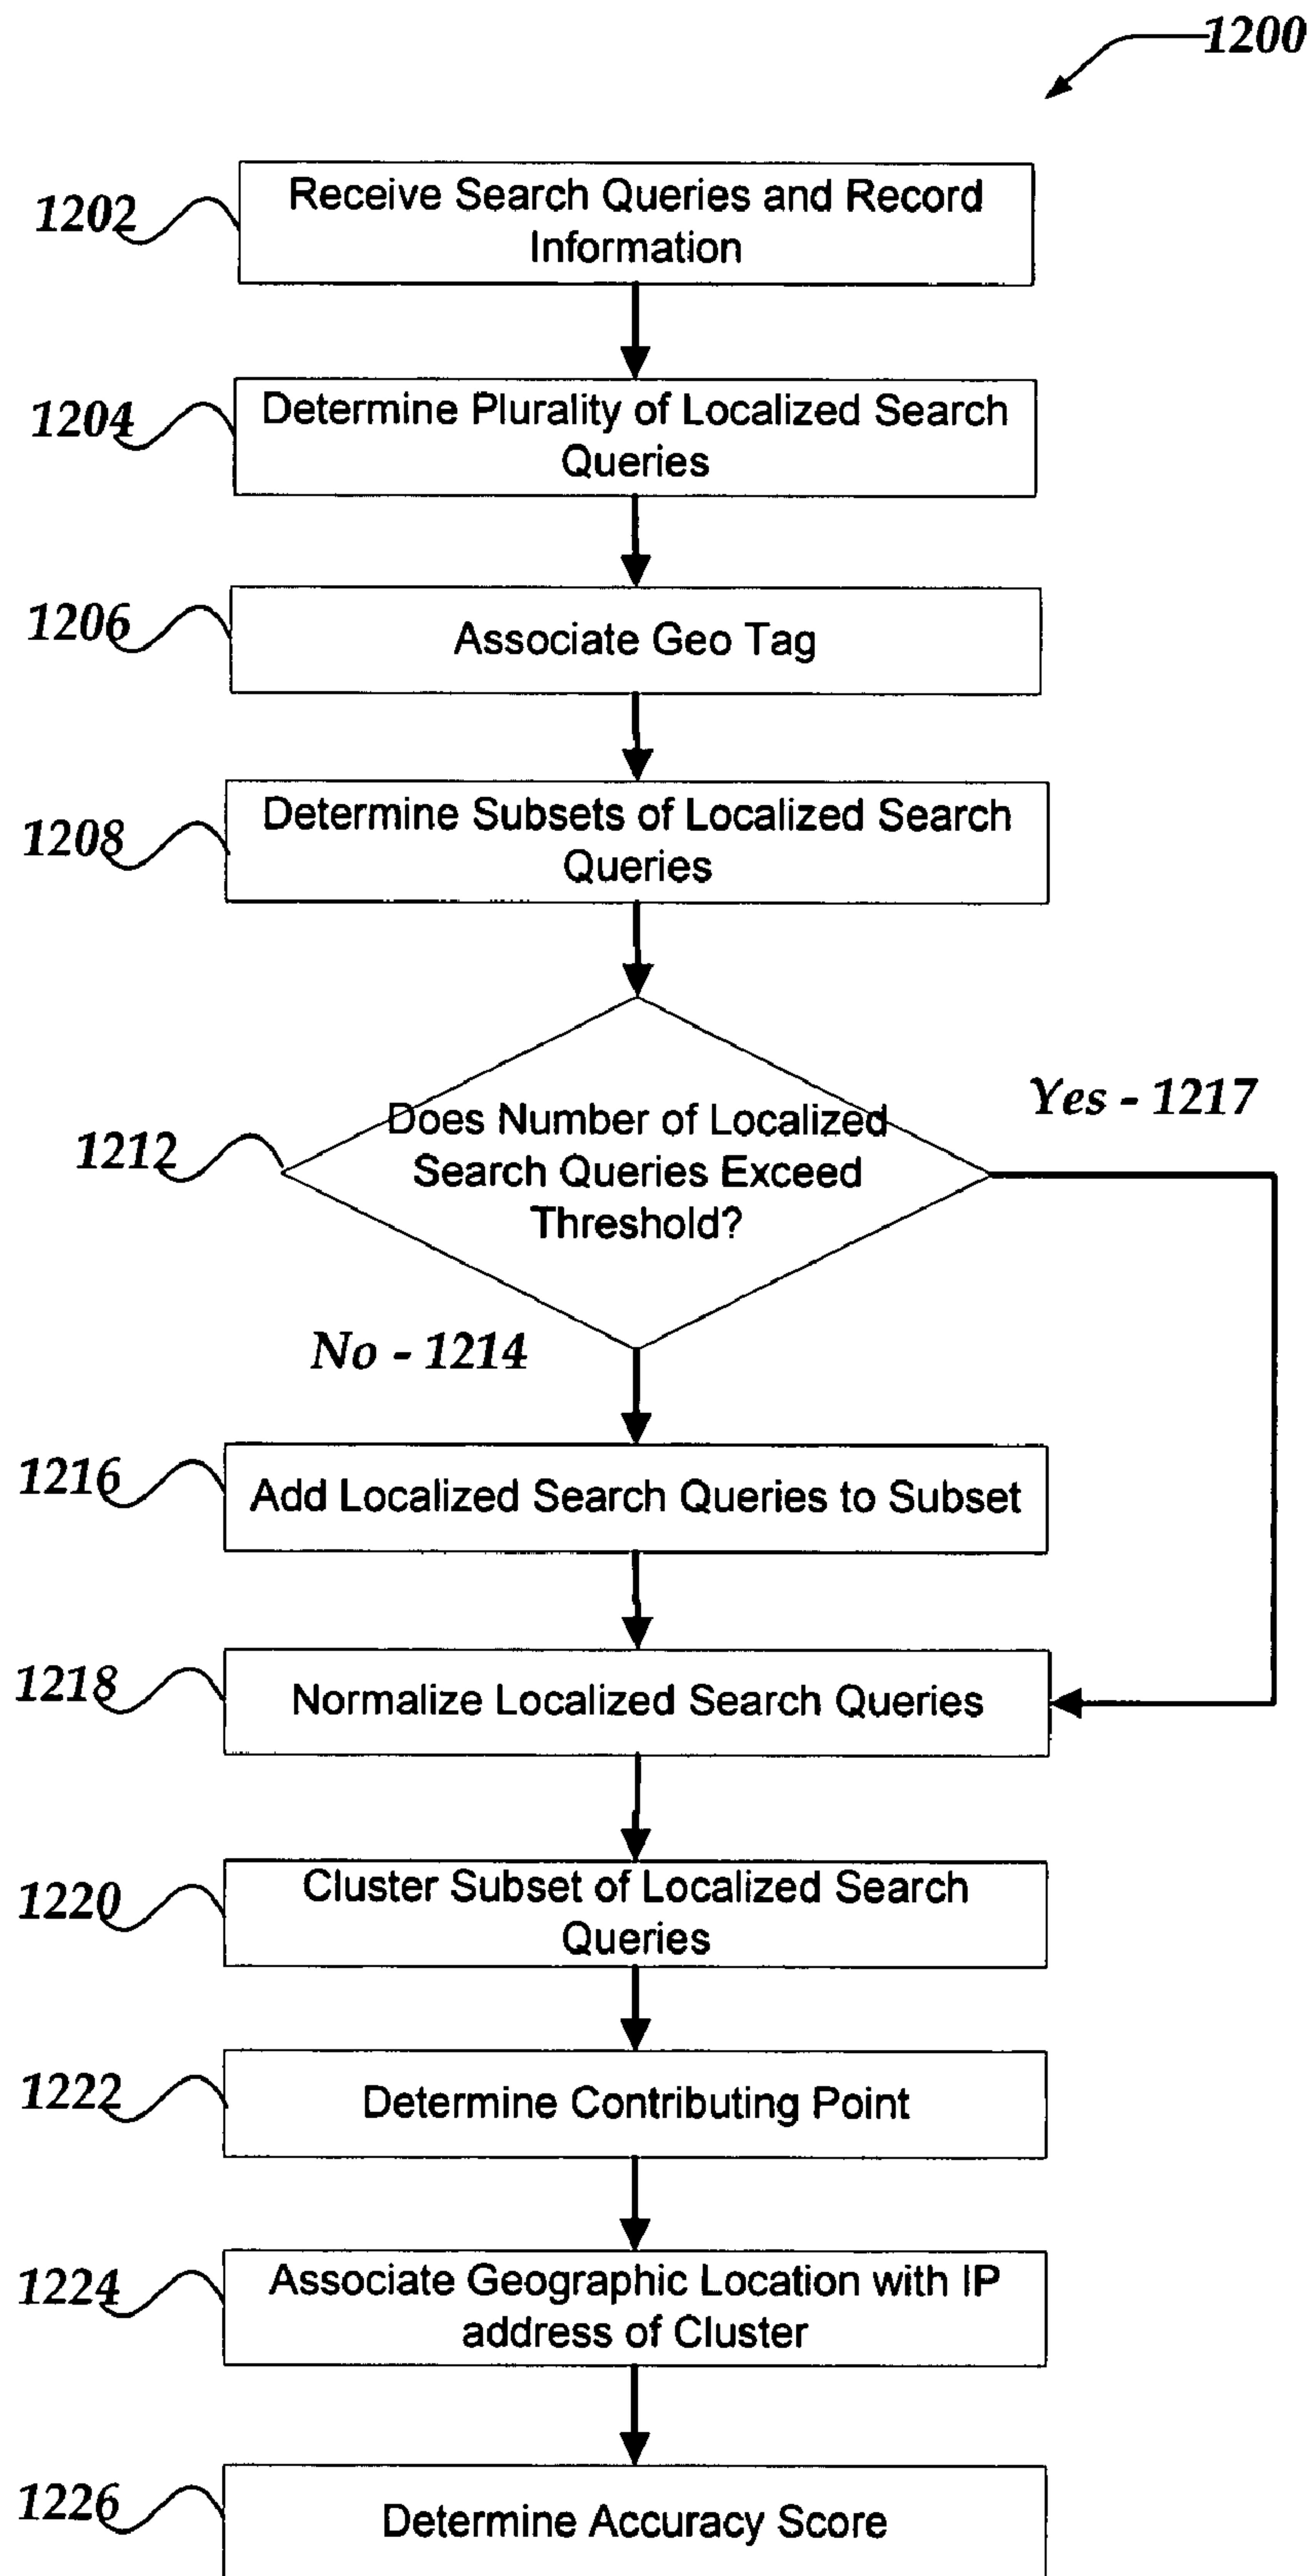 1200
1202
Receive Search Queries and Record
Information
1204
Determine Plurality of Localized Search
Queries
1206
Associate Geo Tag
1208
Determine Subsets of Localized Search
Queries
Yes - 1217
1212
Does Number of Localized
Search Queries Exceed
Threshold?
No - 1214
1216
Add Localized Search Queries to Subset
1218
Normalize Localized Search Queries
1220
Cluster Subset of Localized Search
Queries
1222
Determine Contributing Point
1224
Associate Geographic Location with IP
address of Cluster
1226
Determine Accuracy Score